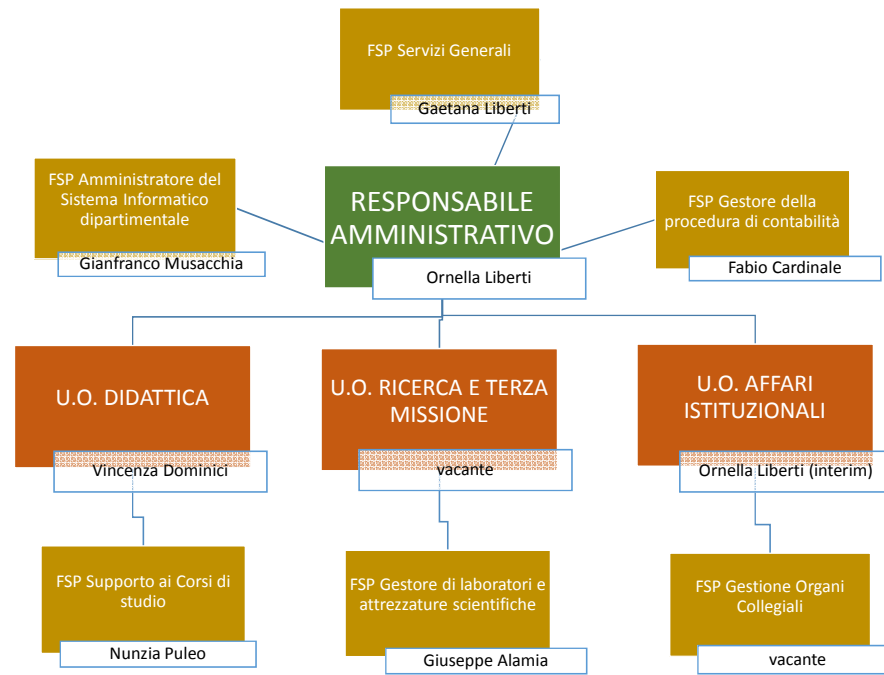 FSP Servizi Generali
Gaetana Liberti
FSP Amministratore del
Sistema Informatico
dipartimentale
Gianfranco Musacchia
RESPONSABILE
AMMINISTRATIVO
Ornella Liberti
FSP Gestore della
procedura di contabilità
Fabio Cardinale
U.O. DIDATTICA
Vincenza Dominici
U.O. RICERCA E TERZA
MISSIONE
vacante
U.O. AFFARI
ISTITUZIONALI
Ornella Liberti (interim)
FSP Supporto ai Corsi di
studio
Nunzia Puleo
FSP Gestore di laboratori e
attrezzature scientifiche
Giuseppe Alamia
FSP Gestione Organi
Collegiali
vacante